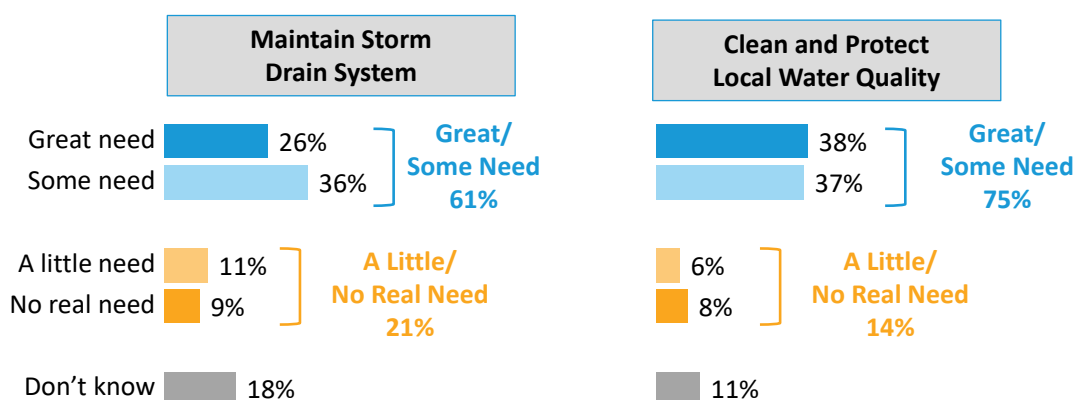 Maintain Storm
Drain System
Clean and Protect
Local Water Quality
Great need
26%
Some need
36%
Great/
Some Need
61%
38%
37%
Great/
Some Need
75%
A little need
11%
No real need
9%
A Little/
No Real Need
21%
6%
8%
A Little/
No Real Need
14%
Don’t know
18%
11%